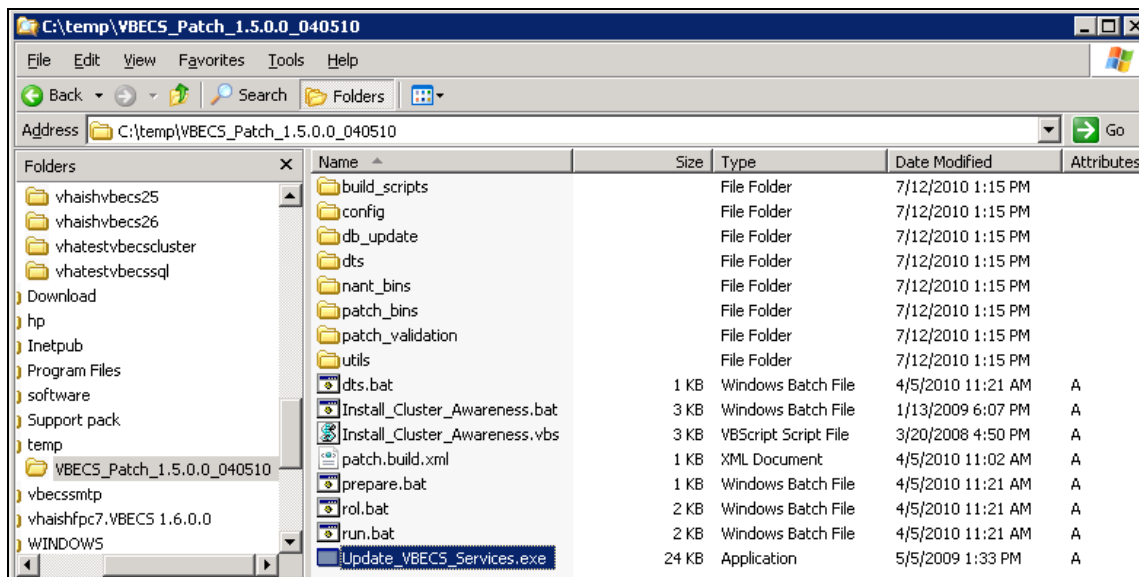 C:\temp\VBECS_Patch_1.5.0.0_040510
File Edit View Favorites Tools Help
Back Search Folders
Address C:\temp\VBECS_Patch_1.5.0.0_040510 Go
Folders x Name Size Type Date Modified Attributes
vhaishvbecs25
vhaishvbecs26
vhatestvbecscluster
vhatestvbecssql
Download
hp
Inetpub
Program Files
software
Support pack
temp
VBECS_Patch_1.5.0.0_040510
vbecssmtp
vhaishfpc7.VBECS 1.6.0.0
WINDOWS
build_scripts File Folder 7/12/2010 1:15 PM
config File Folder 7/12/2010 1:15 PM
db_update File Folder 7/12/2010 1:15 PM
dts File Folder 7/12/2010 1:15 PM
nant_bins File Folder 7/12/2010 1:15 PM
patch_bins File Folder 7/12/2010 1:15 PM
patch_validation File Folder 7/12/2010 1:15 PM
utils File Folder 7/12/2010 1:15 PM
dts.bat 1 KB Windows Batch File 4/5/2010 11:21 AM A
Install_Cluster_Awareness.bat 3 KB Windows Batch File 1/13/2009 6:07 PM A
Install_Cluster_Awareness.vbs 3 KB VBScript Script File 3/20/2008 4:50 PM A
patch.build.xml 1 KB XML Document 4/5/2010 11:02 AM A
prepare.bat 1 KB Windows Batch File 4/5/2010 11:21 AM A
rol.bat 2 KB Windows Batch File 4/5/2010 11:21 AM A
run.bat 2 KB Windows Batch File 4/5/2010 11:21 AM A
Update_VBECS_Services.exe 24 KB Application 5/5/2009 1:33 PM A